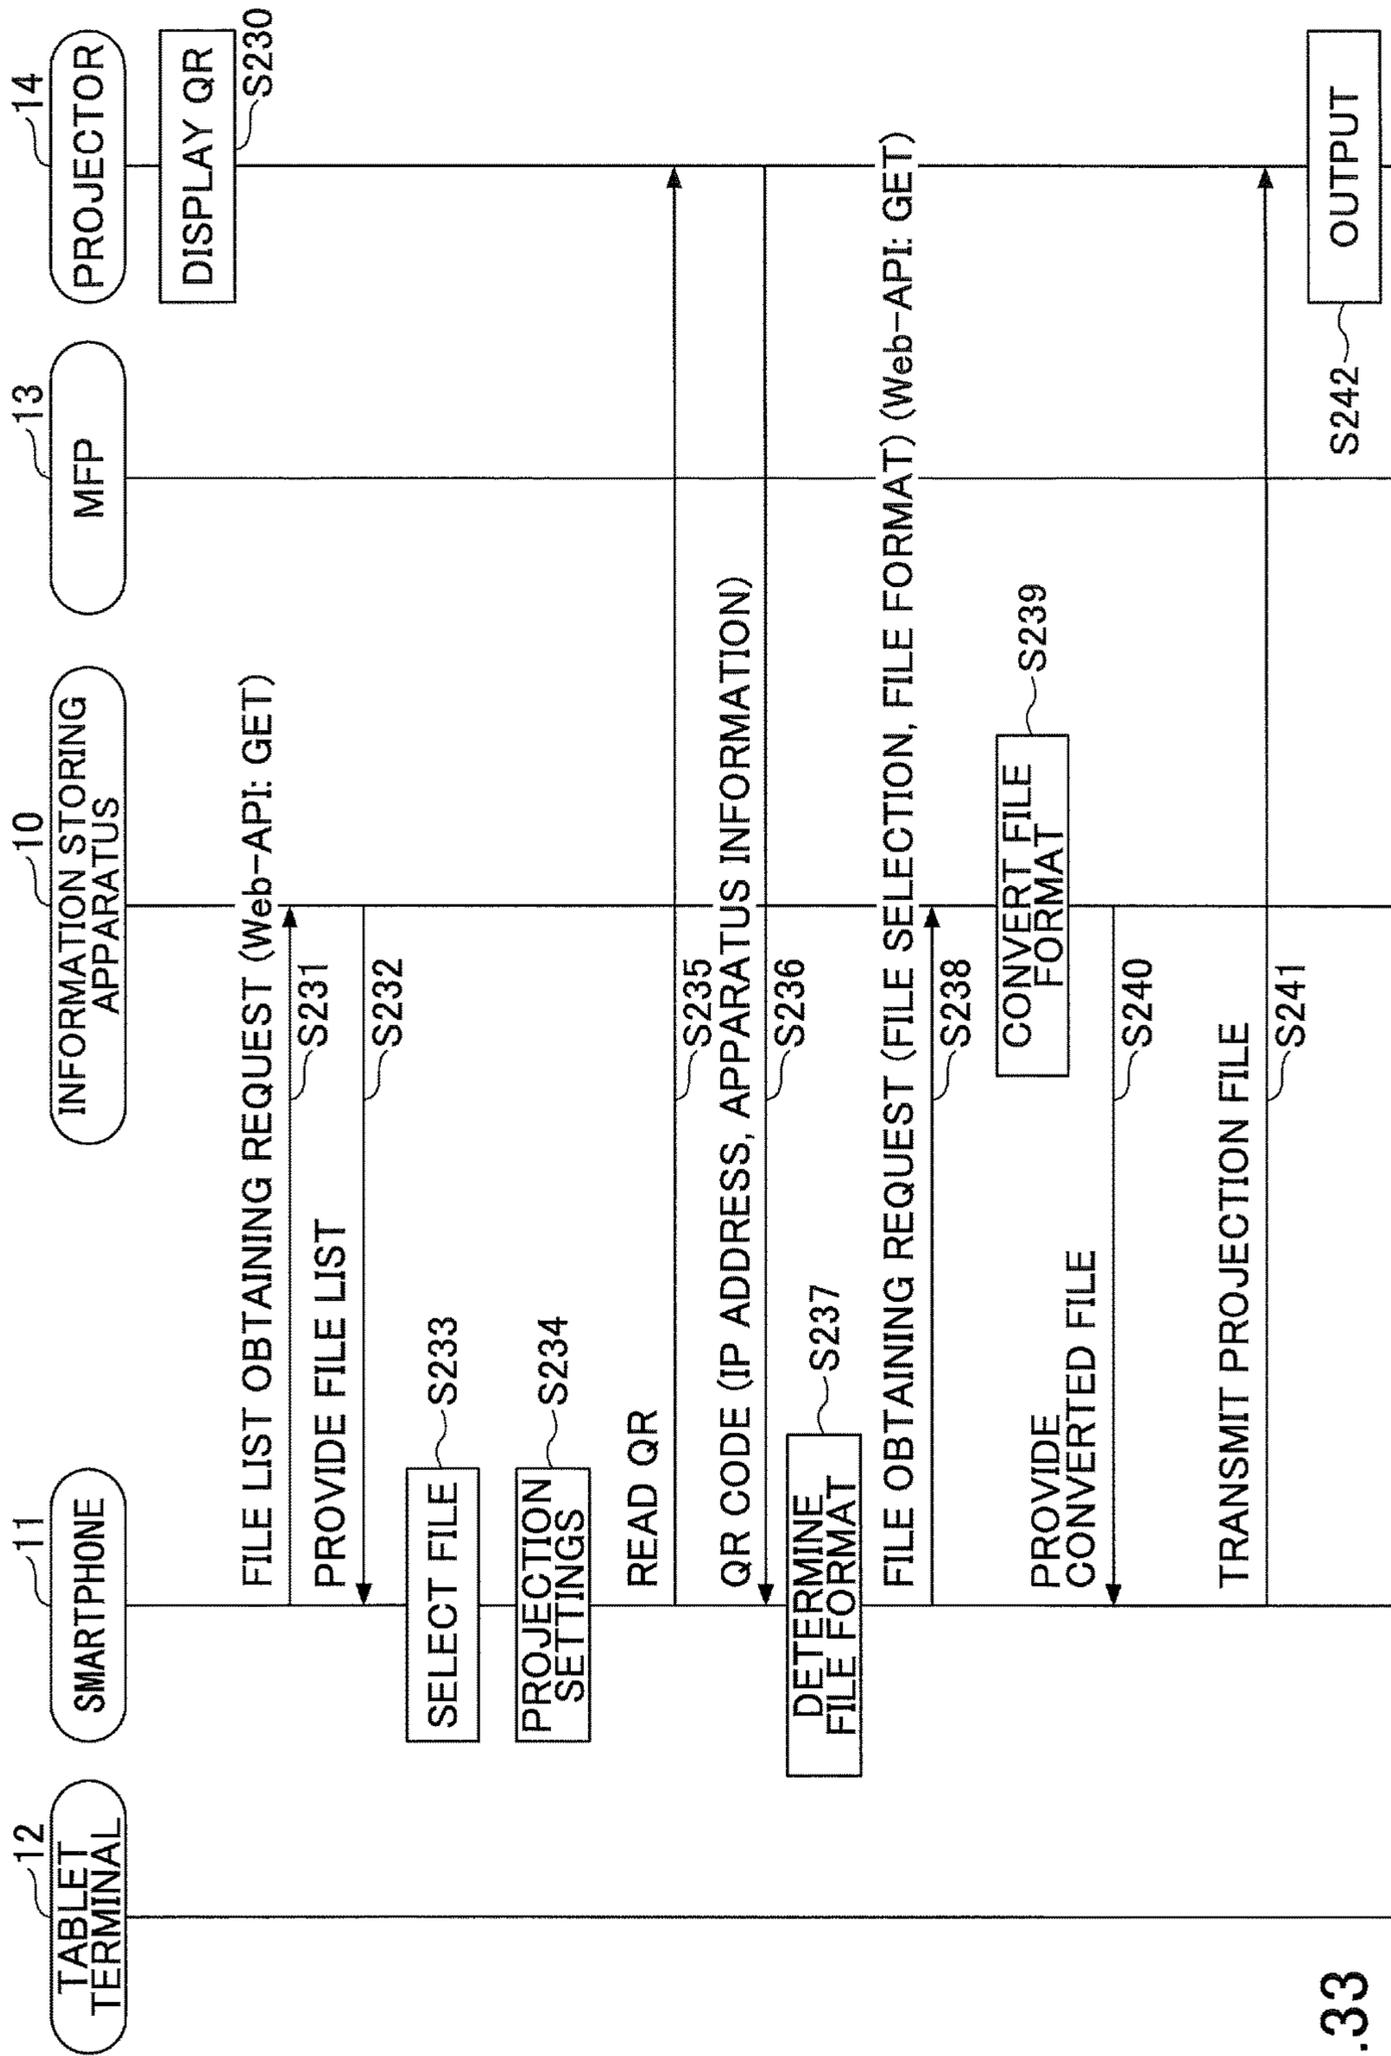 12
TABLET
TERMINAL
11
SMARTPHONE
10
INFORMATION STORING
APPARATUS
13
MFP
14
PROJECTOR
DISPLAY QR
S230
FILE LIST OBTAINING REQUEST (Web-API: GET)
S231
PROVIDE FILE LIST
S232
SELECT FILE
S233
PROJECTION
SETTINGS
S234
READ QR
S235
QR CODE (IP ADDRESS, APPARATUS INFORMATION)
S236
DETERMINE
FILE FORMAT
S237
FILE OBTAINING REQUEST (FILE SELECTION, FILE FORMAT) (Web-API: GET)
S238
CONVERT FILE
FORMAT
S239
PROVIDE
CONVERTED FILE
S240
TRANSMIT PROJECTION FILE
S241
OUTPUT
S242
.33